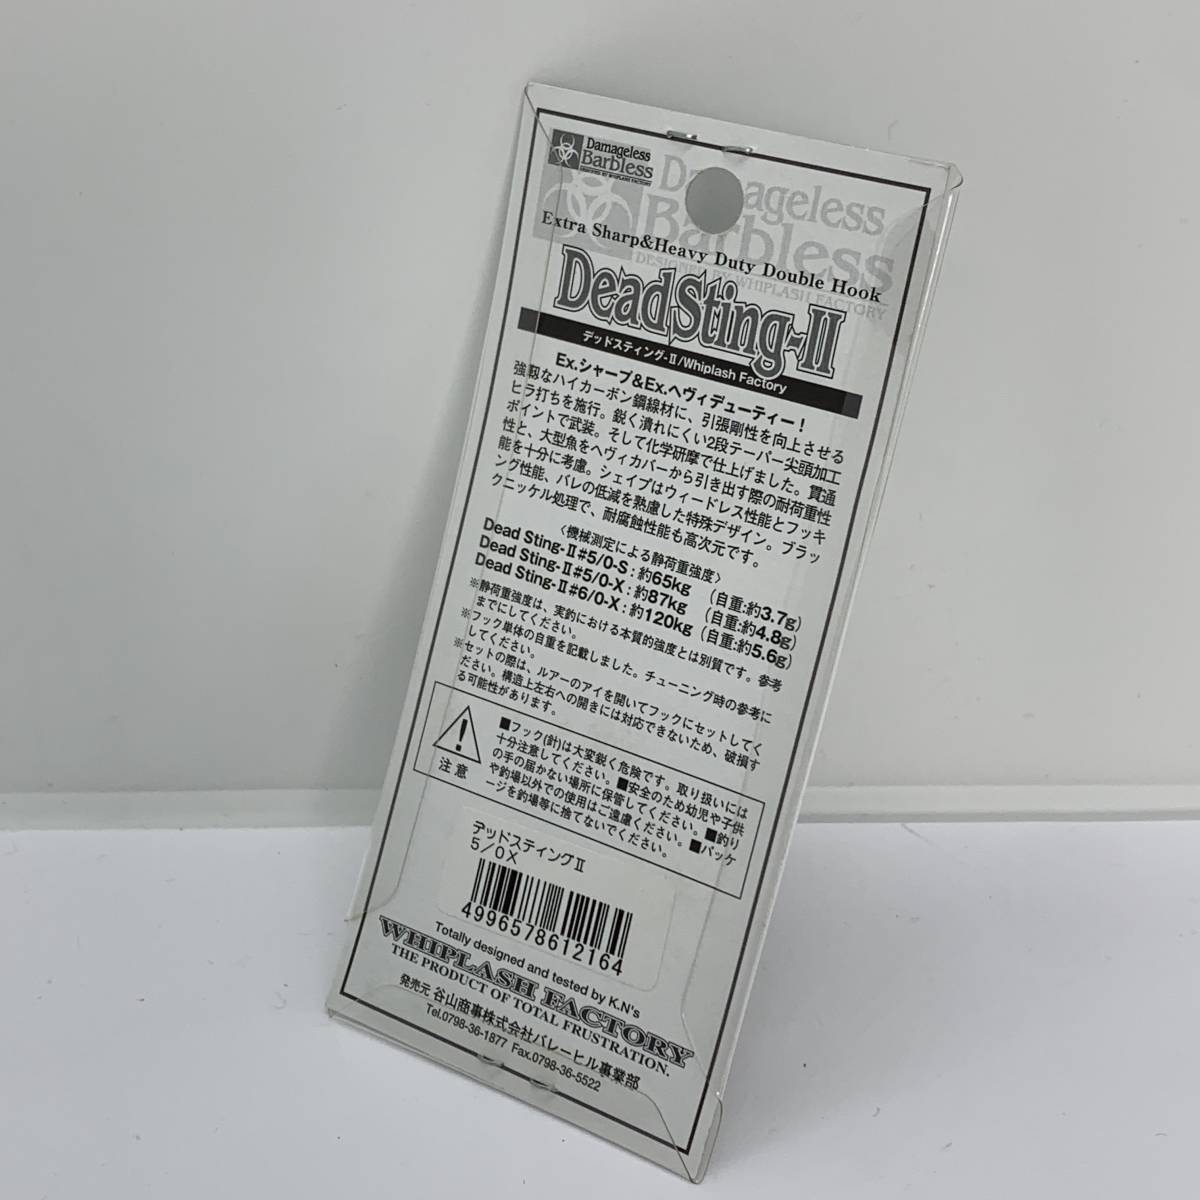 Damageless
Barbless
DESIGNED BY WHIPLASH FACTORY
Damageless
Barbless
DESIGNED BY WHIPLASH FACTORY
Extra Sharp&Heavy Duty Double Hook
DeadSting-II
デッドスティング-II/Whiplash Factory
Ex.シャープ&Ex.ヘヴィデューティー!
強靱なハイカーボン鋼線材に、引張剛性を向上させる
ヒラ打ちを施行。鋭く潰れにくい2段テーパー尖頭加工
ポイントで武装。そして化学研摩で仕上げました。貫通
性と、大型魚をヘヴィカバーから引き出す際の耐荷重性
能を十分に考慮。シェイプはウィードレス性能とフッキ
ング性能、バレの低減を熟慮した特殊デザイン。ブラッ
クニッケル処理で、耐腐蝕性能も高次元です。
〈機械測定による静荷重強度〉
Dead Sting-II#5/0-S:約65kg (自重:約3.7g)
Dead Sting-II#5/0-X:約87kg (自重:約4.8g)
Dead Sting-II#6/0-X:約120kg (自重:約5.6g)
※静荷重強度は、実釣における本質的強度とは別質です。参考
までにしてください。
※フック単体の自重を記載しました。チューニング時の参考に
してください。
※セットの際は、ルアーのアイを開いてフックにセットしてく
ださい。構造上左右への開きには対応できないため、破損す
る可能性があります。
注意
■フック(針)は大変鋭く危険です。取り扱いには
十分注意してください。■安全のため幼児や子供
の手の届かない場所に保管してください。■釣り
や釣場以外での使用はご遠慮ください。■パッケ
ージを釣場等に捨てないでください。
デッドスティングII
5/0X
4996578612164
Totally designed and tested by K.N's
WHIPLASH FACTORY
THE PRODUCT OF TOTAL FRUSTRATION.
発売元 谷山商事株式会社バレーヒル事業部
Tel.0798-36-1877 Fax.0798-36-5522